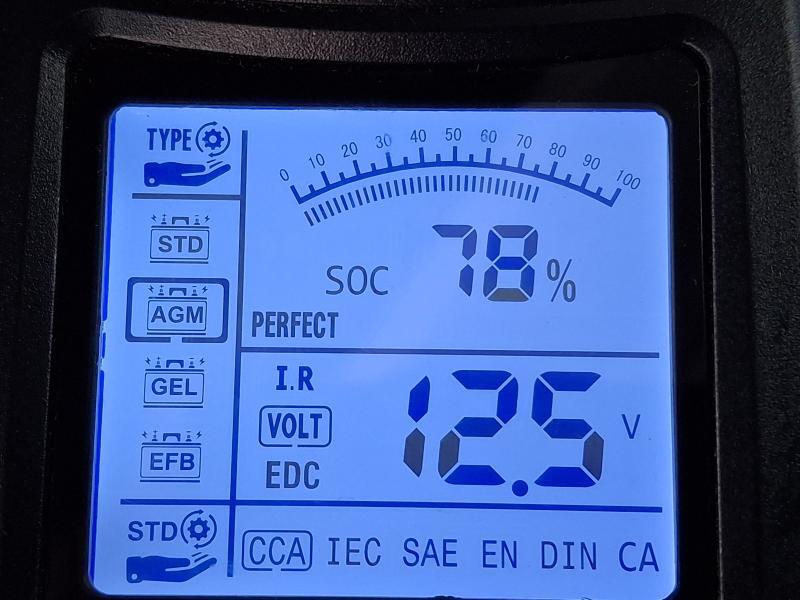 TYPE
0 10 20 30 40 50 60 70 80 90 100
STD
SOC 78%
AGM
PERFECT
GEL
I.R
VOLT 12.5 V
EFB
EDC
STD
CCA IEC SAE EN DIN CA